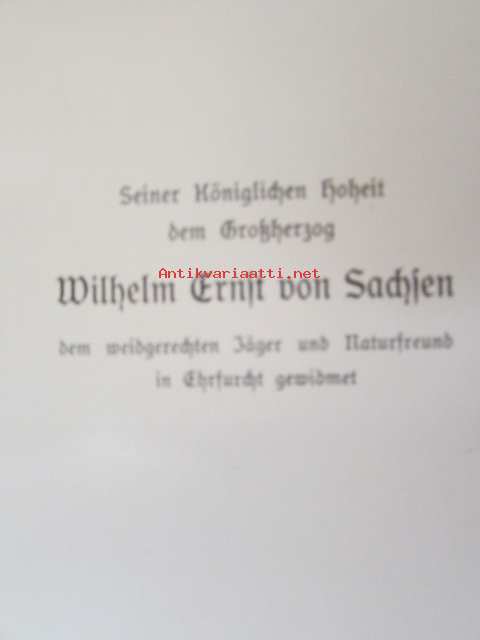 Seiner Königlichen Hoheit
dem Großherzog
Antikvariaatti.net
Wilhelm Ernst von Sachsen
dem weidgerechten Jäger und Naturfreund
in Ehrfurcht gewidmet